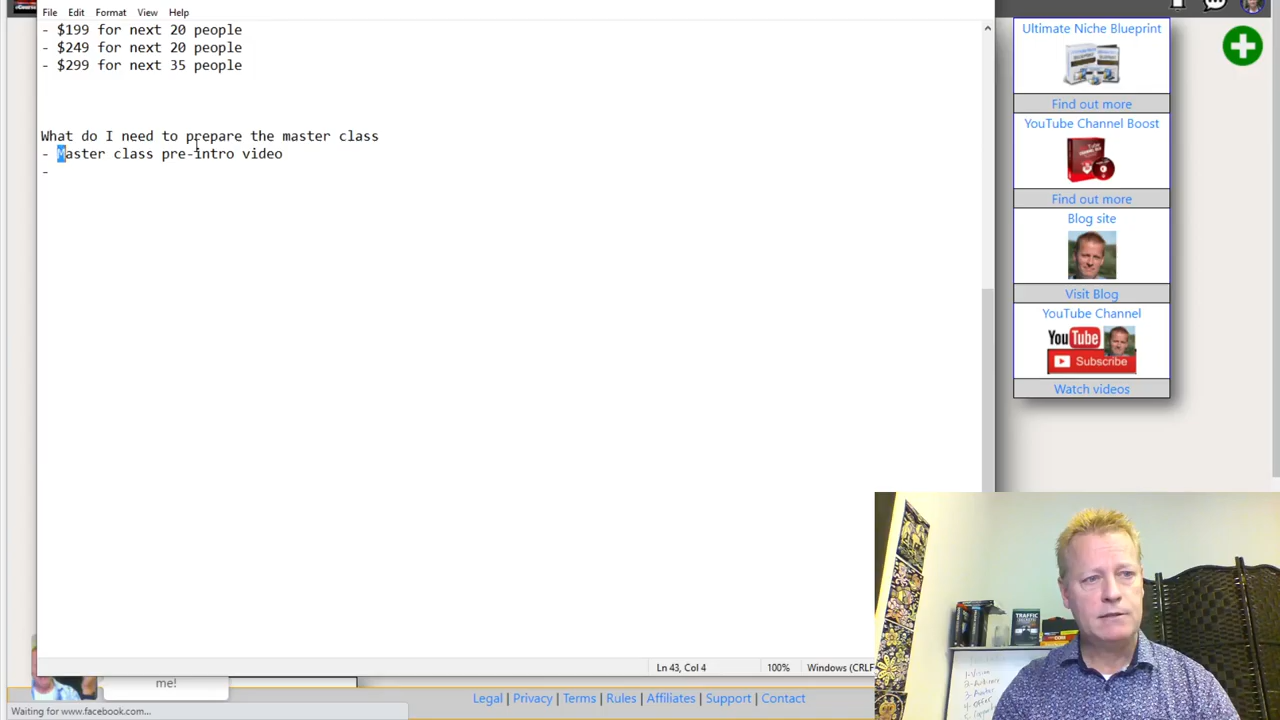 File Edit Format View Help
- $199 for next 20 people
- $249 for next 20 people
- $299 for next 35 people
What do I need to prepare the master class
- Master class pre-intro video
-
Ln 43, Col 4 100% Windows (CRLF
me!
Legal | Privacy | Terms | Rules | Affiliates | Support | Contact
Waiting for www.facebook.com...
Ultimate Niche Blueprint
Find out more
YouTube Channel Boost
Find out more
Blog site
Visit Blog
YouTube Channel
YouTube
Subscribe
Watch videos
TRAFFIC